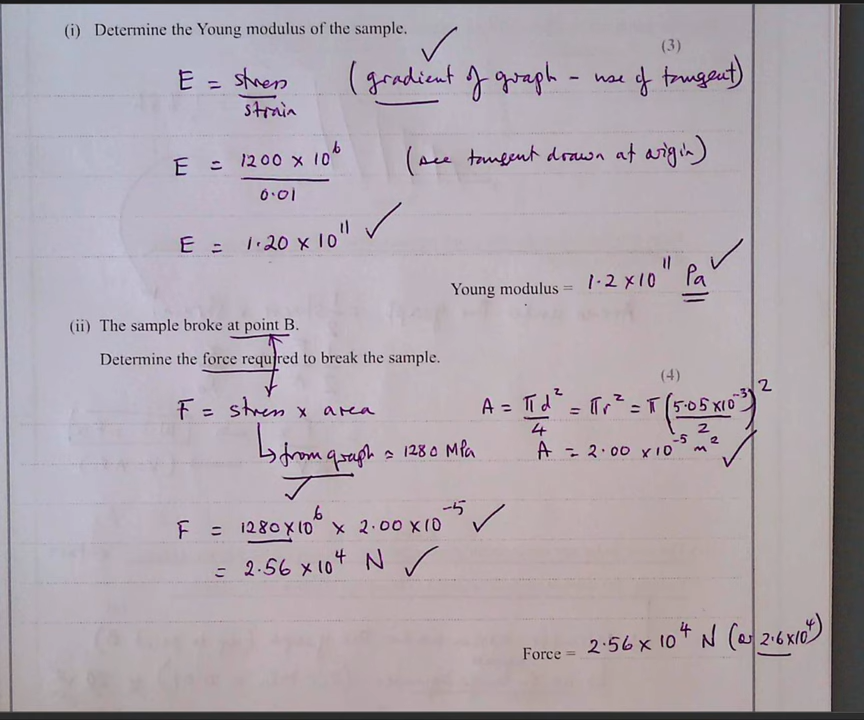 (i) Determine the Young modulus of the sample.
(3)
E = stress / strain (gradient of graph – use of tangent)
E = 1200 × 10⁶ / 0.01 (see tangent drawn at origin)
E = 1.20 × 10¹¹ ✓
Young modulus = 1.2 × 10¹¹ Pa ✓
(ii) The sample broke at point B.
Determine the force required to break the sample.
(4)
F = stress × area A = πd²/4 = πr² = π(5.05 × 10⁻³/2)²
from graph ≈ 1280 MPa A = 2.00 × 10⁻⁵ m² ✓
F = 1280 × 10⁶ × 2.00 × 10⁻⁵ ✓
= 2.56 × 10⁴ N ✓
Force = 2.56 × 10⁴ N (or 2.6 × 10⁴)